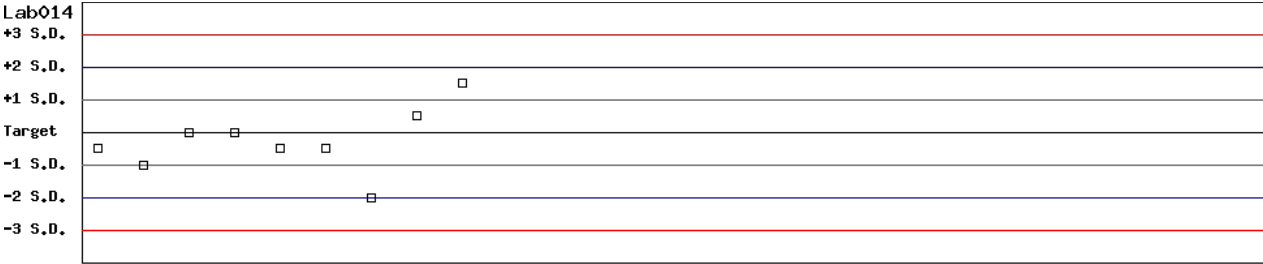 Lab014
+3 S.D.
+2 S.D.
+1 S.D.
Target
-1 S.D.
-2 S.D.
-3 S.D.